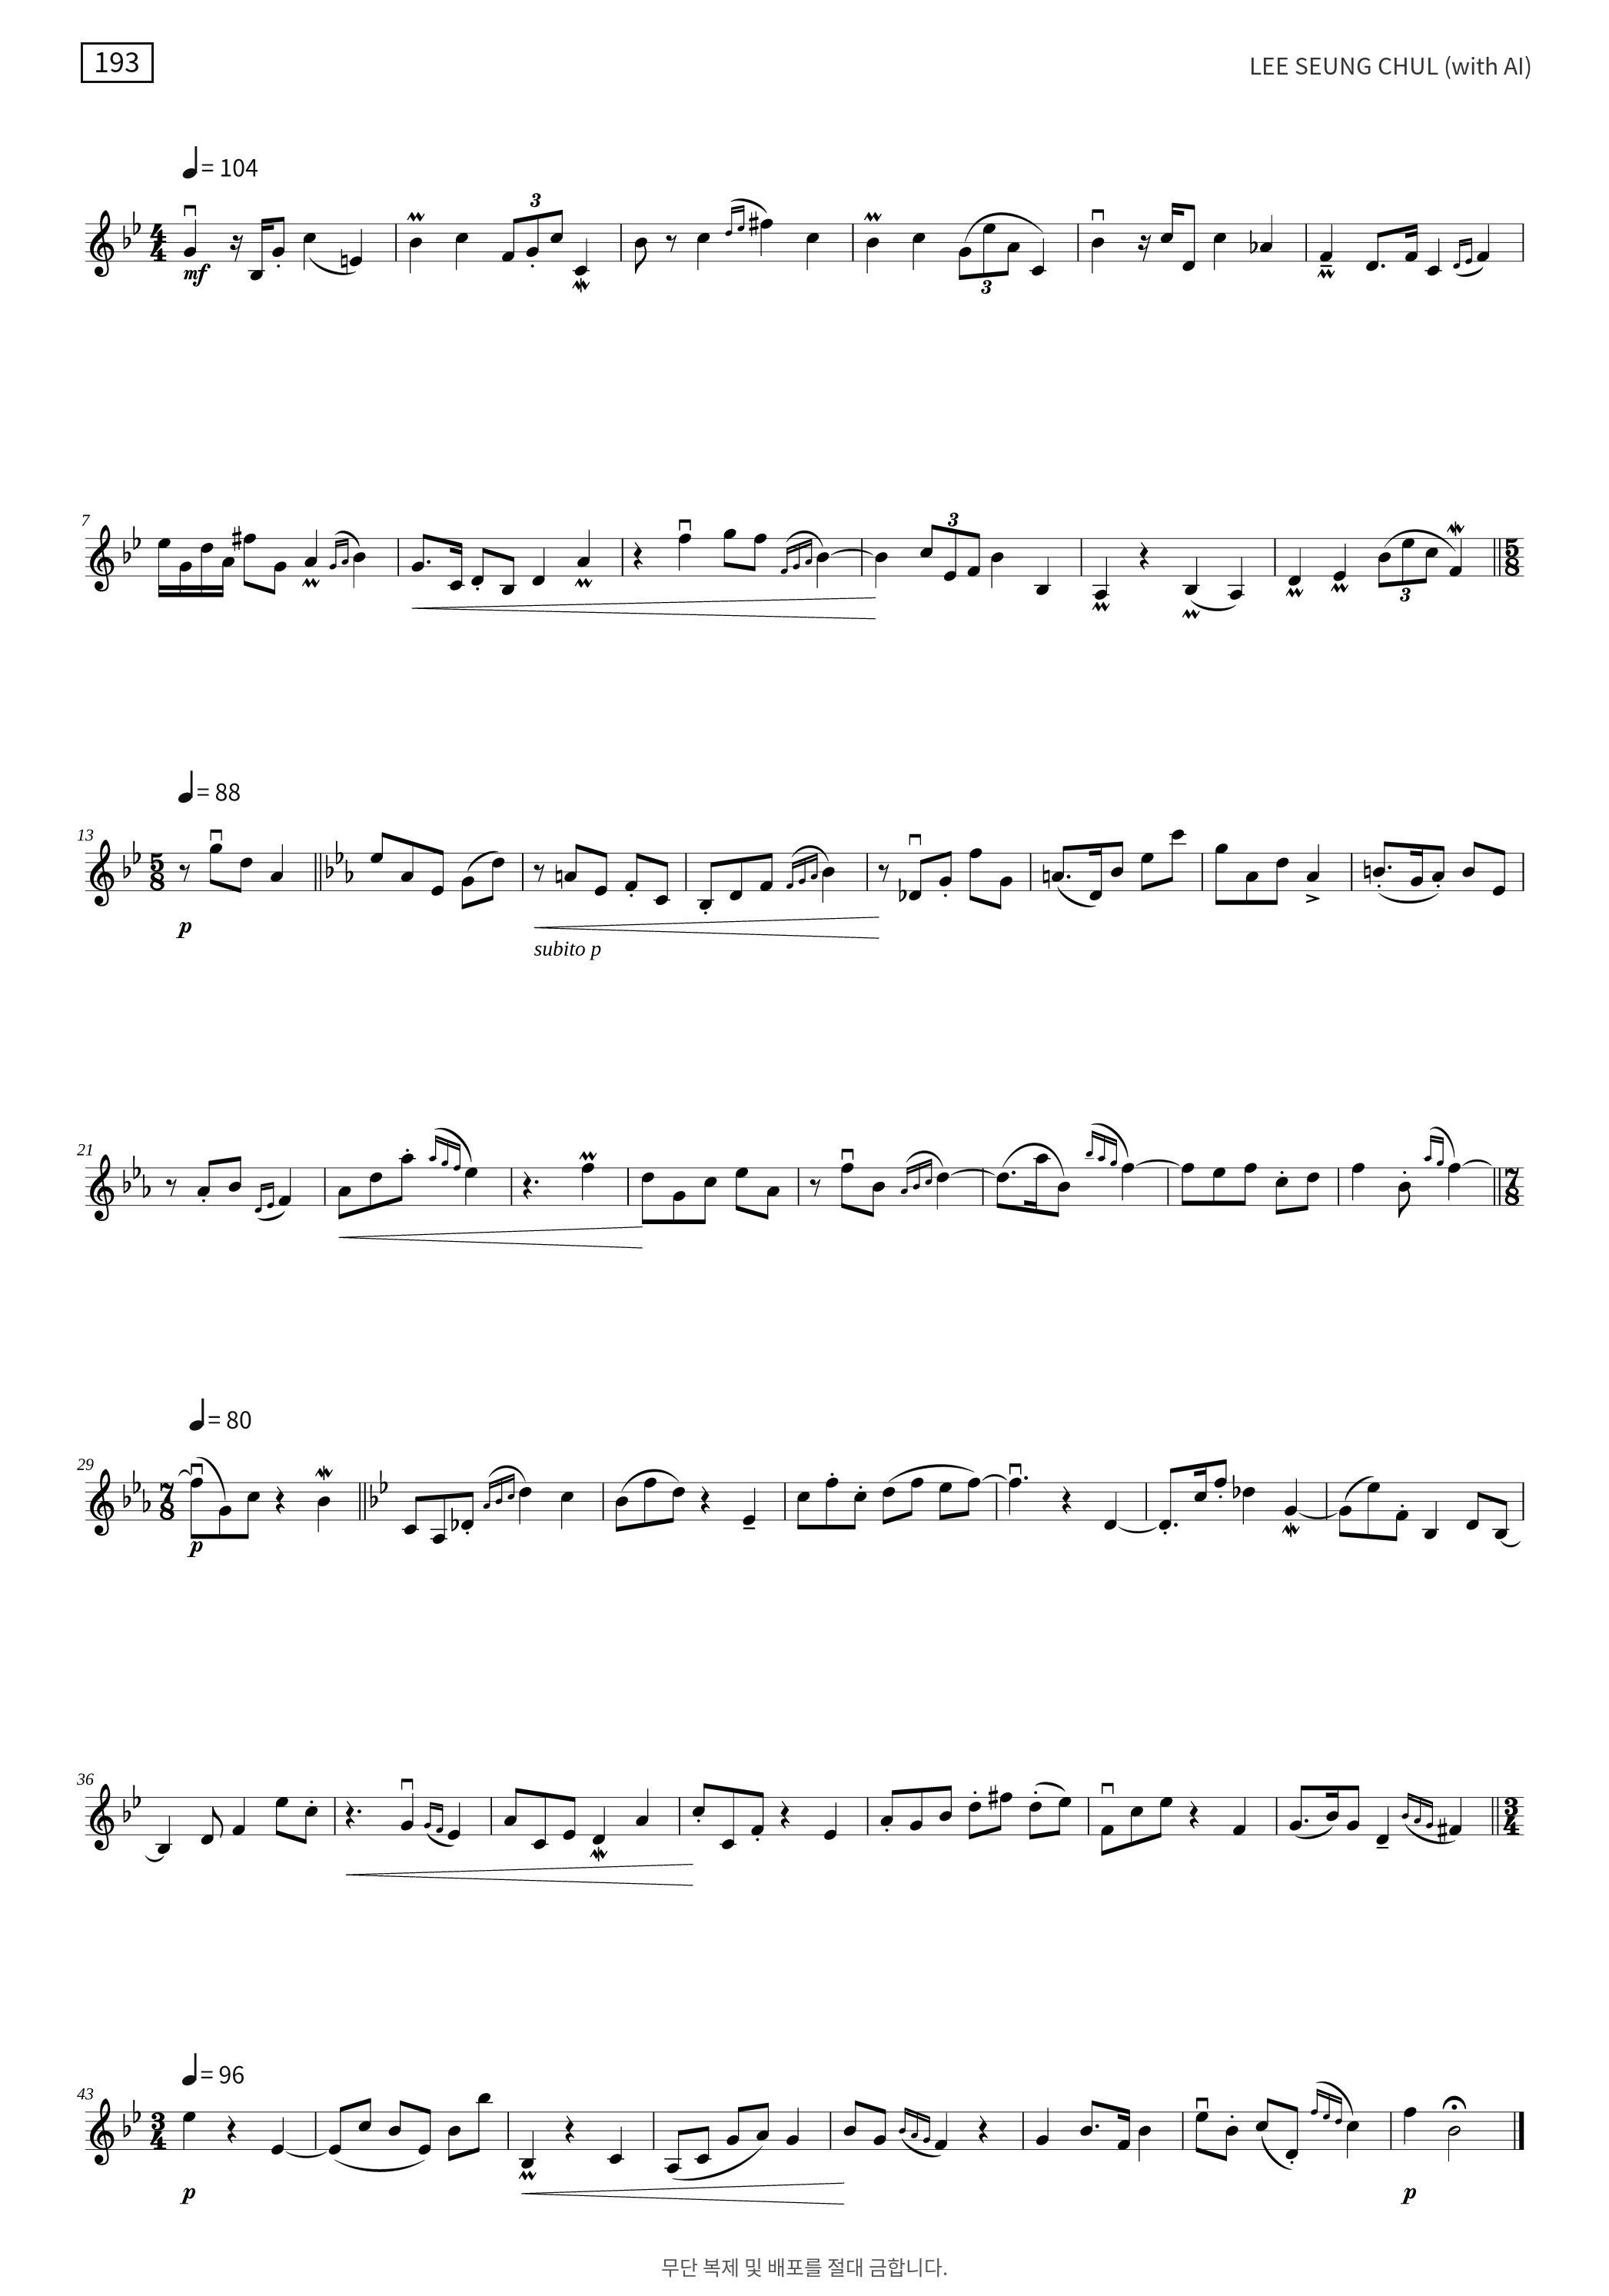 193
LEE SEUNG CHUL (with AI)
= 104
mf
3
3
7
3
3
= 88
13
p
subito p
21
= 80
29
p
36
= 96
43
p
p
무단 복제 및 배포를 절대 금합니다.